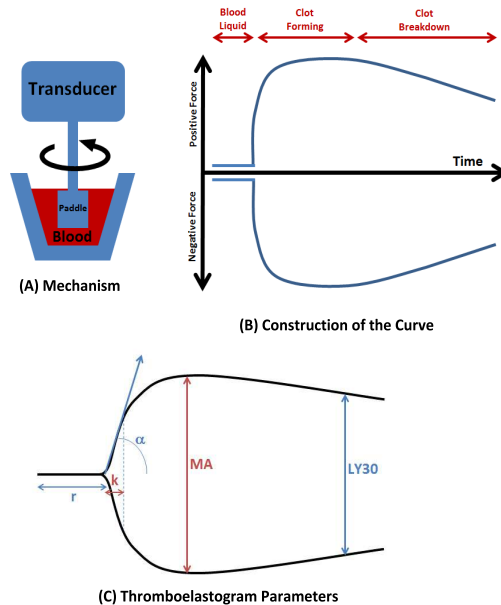 Transducer
Paddle
Blood
(A) Mechanism
Blood
Liquid
Clot
Forming
Clot
Breakdown
Positive Force
Time
Negative Force
(B) Construction of the Curve
α
k
r
MA
LY30
(C) Thromboelastogram Parameters